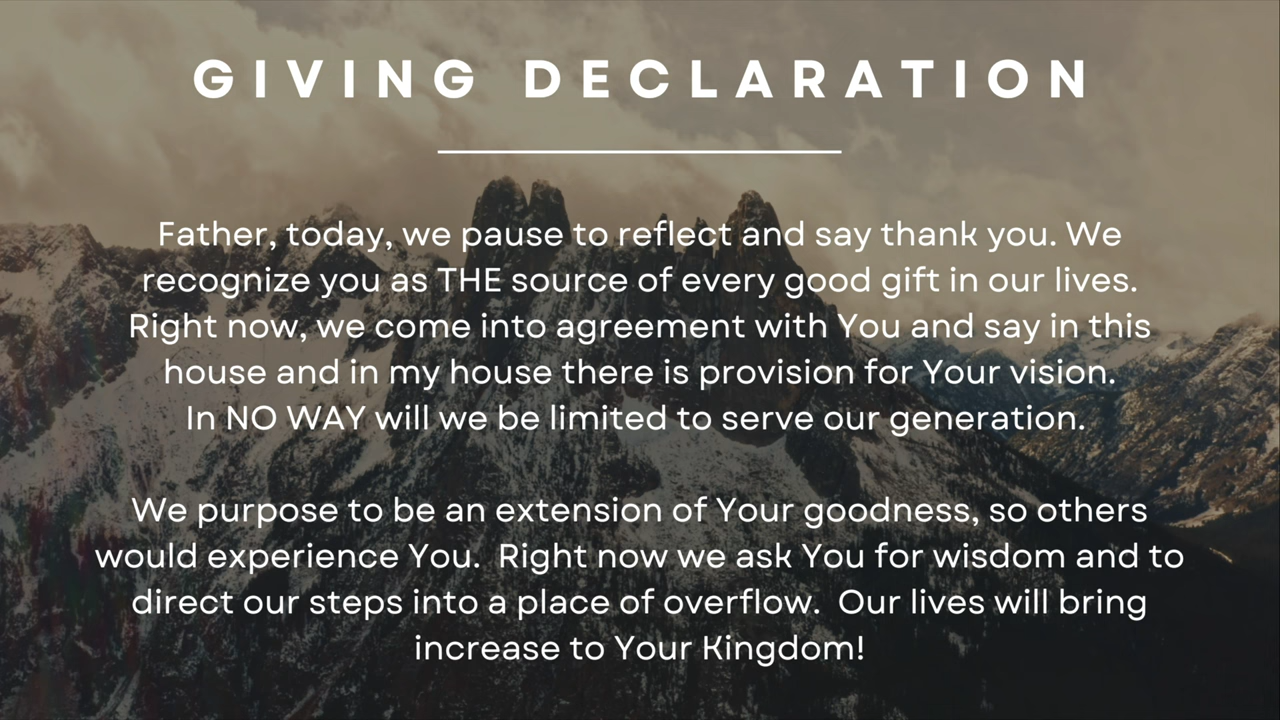 GIVING DECLARATION
Father, today, we pause to reflect and say thank you. We
recognize you as THE source of every good gift in our lives.
Right now, we come into agreement with You and say in this
house and in my house there is provision for Your vision.
In NO WAY will we be limited to serve our generation.
We purpose to be an extension of Your goodness, so others
would experience You.  Right now we ask You for wisdom and to
direct our steps into a place of overflow.  Our lives will bring
increase to Your Kingdom!